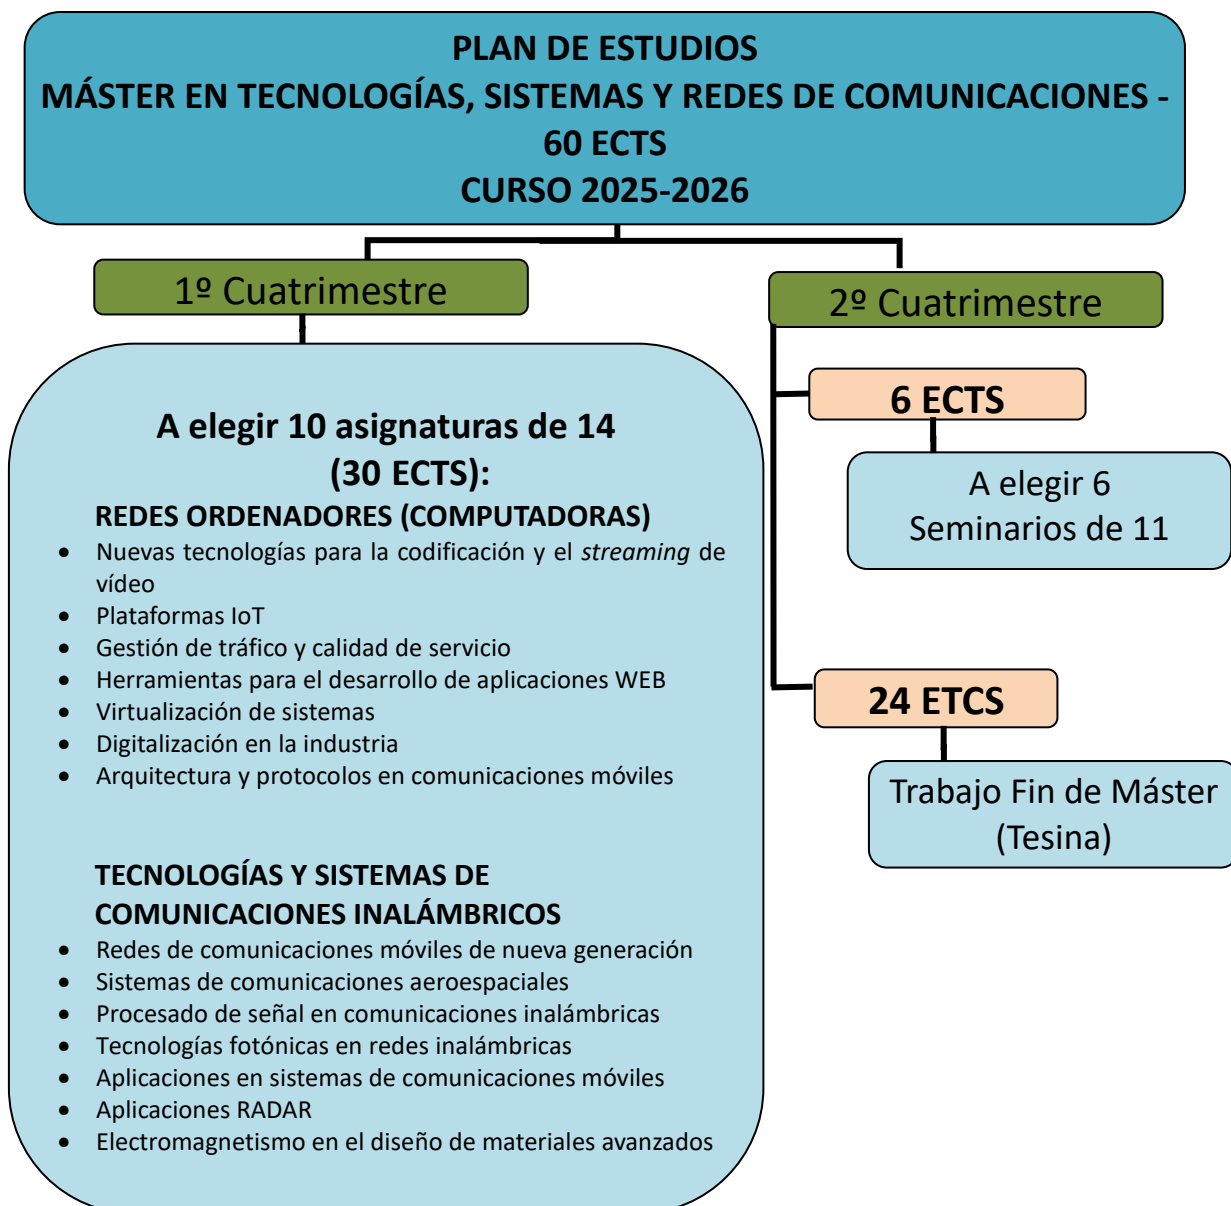 PLAN DE ESTUDIOS
MÁSTER EN TECNOLOGÍAS, SISTEMAS Y REDES DE COMUNICACIONES -
60 ECTS
CURSO 2025-2026
1º Cuatrimestre
A elegir 10 asignaturas de 14
(30 ECTS):
REDES ORDENADORES (COMPUTADORAS)
• Nuevas tecnologías para la codificación y el streaming de
vídeo
• Plataformas IoT
• Gestión de tráfico y calidad de servicio
• Herramientas para el desarrollo de aplicaciones WEB
• Virtualización de sistemas
• Digitalización en la industria
• Arquitectura y protocolos en comunicaciones móviles
TECNOLOGÍAS Y SISTEMAS DE
COMUNICACIONES INALÁMBRICOS
• Redes de comunicaciones móviles de nueva generación
• Sistemas de comunicaciones aeroespaciales
• Procesado de señal en comunicaciones inalámbricas
• Tecnologías fotónicas en redes inalámbricas
• Aplicaciones en sistemas de comunicaciones móviles
• Aplicaciones RADAR
• Electromagnetismo en el diseño de materiales avanzados
2º Cuatrimestre
6 ECTS
A elegir 6
Seminarios de 11
24 ETCS
Trabajo Fin de Máster
(Tesina)